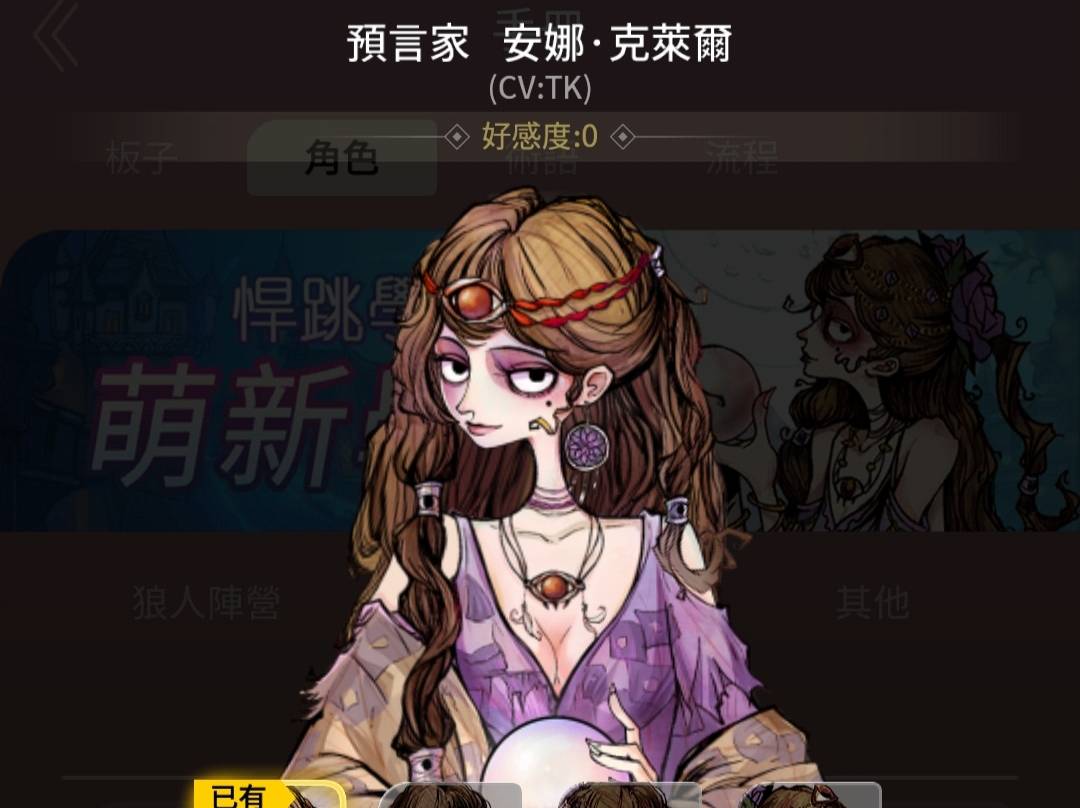 手冊
預言家 安娜·克萊爾
(CV:TK)
好感度:0
板子 角色 術語 流程
悍跳學
萌新
狼人陣營 其他
已有